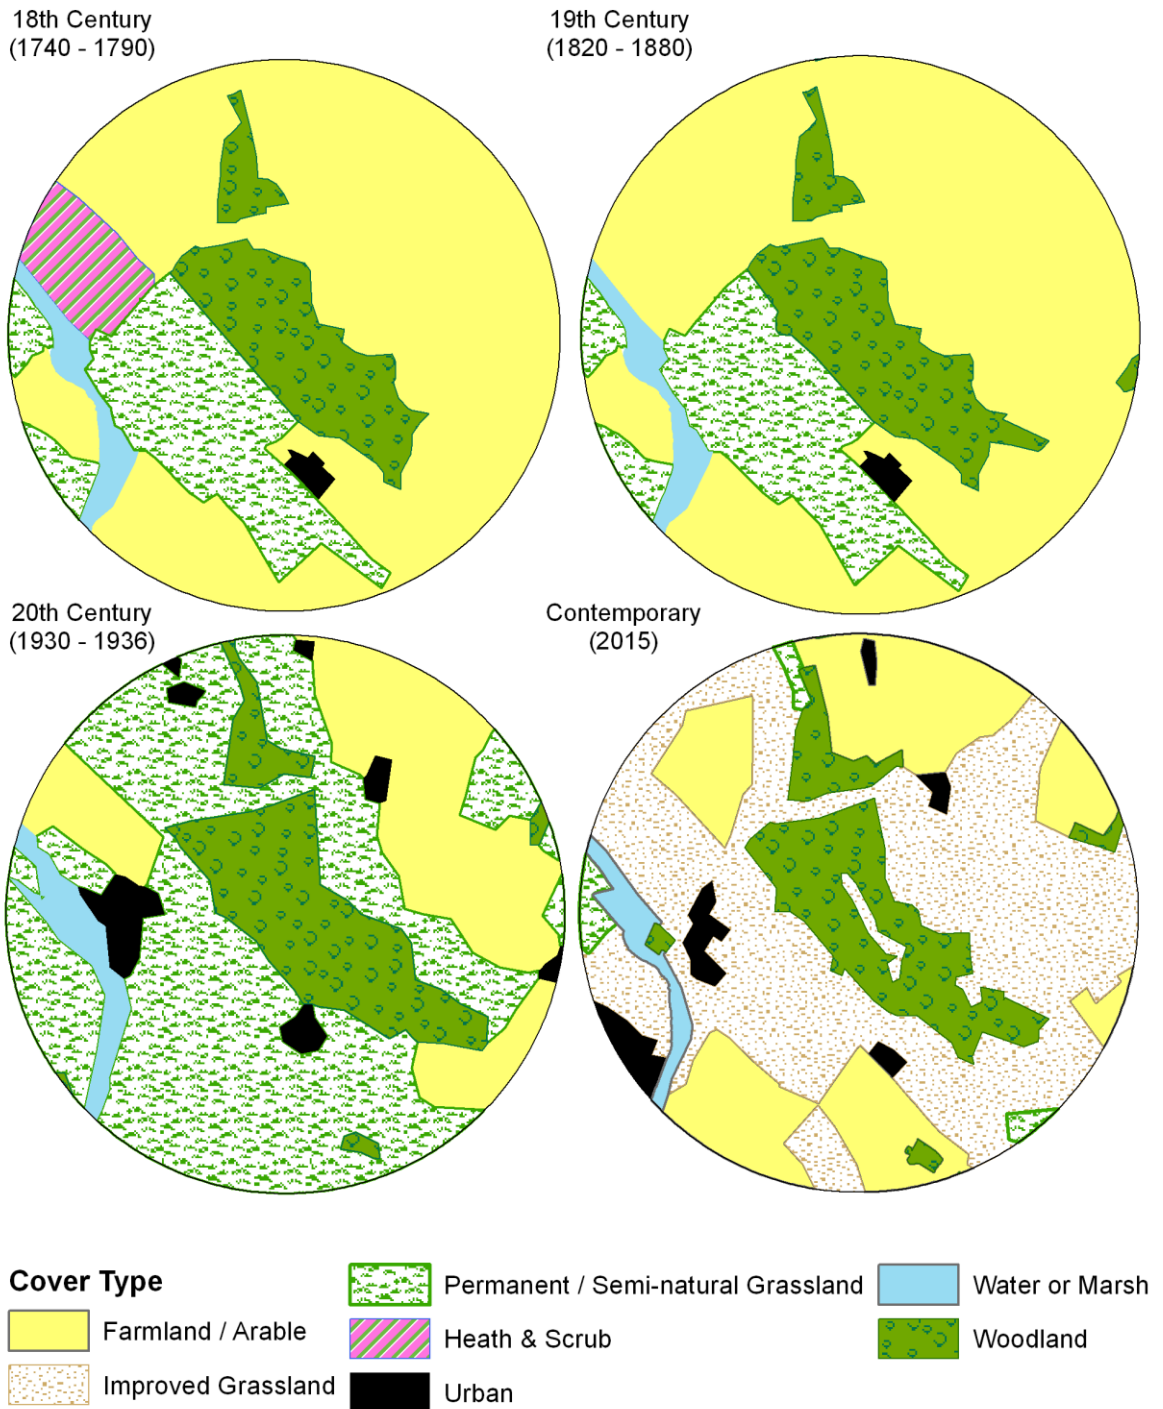 18th Century
(1740 - 1790)
19th Century
(1820 - 1880)
20th Century
(1930 - 1936)
Contemporary
(2015)
Cover Type
Farmland / Arable
Improved Grassland
Permanent / Semi-natural Grassland
Heath & Scrub
Urban
Water or Marsh
Woodland